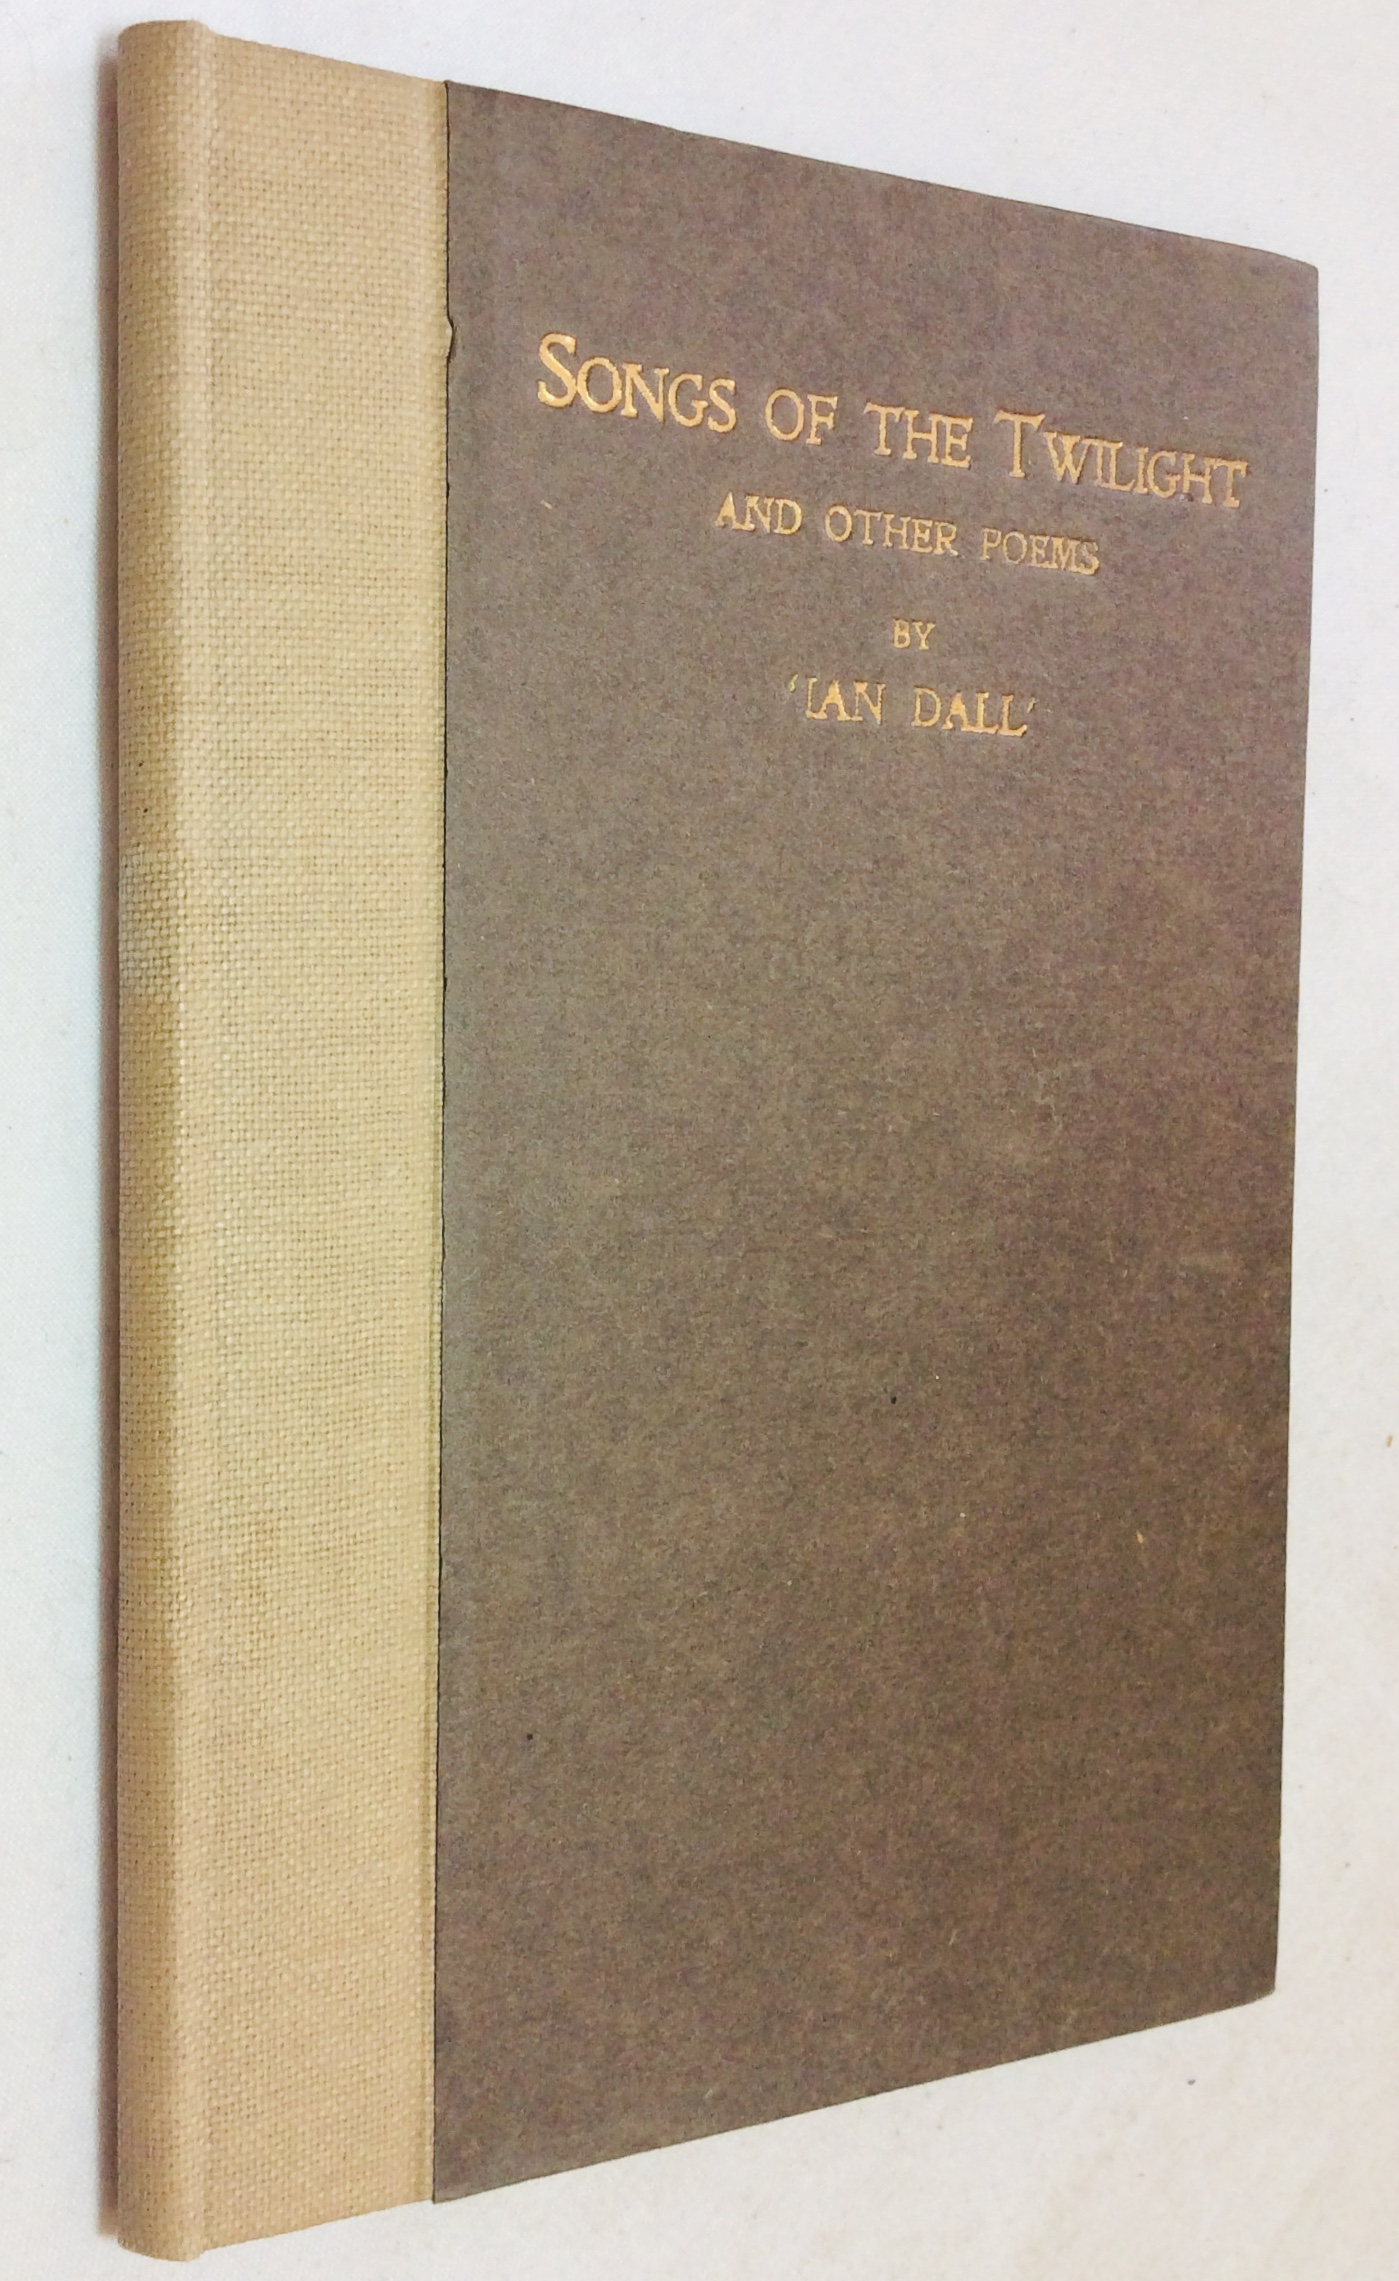 SONGS OF THE TWILIGHT
AND OTHER POEMS
BY
‘IAN DALL’